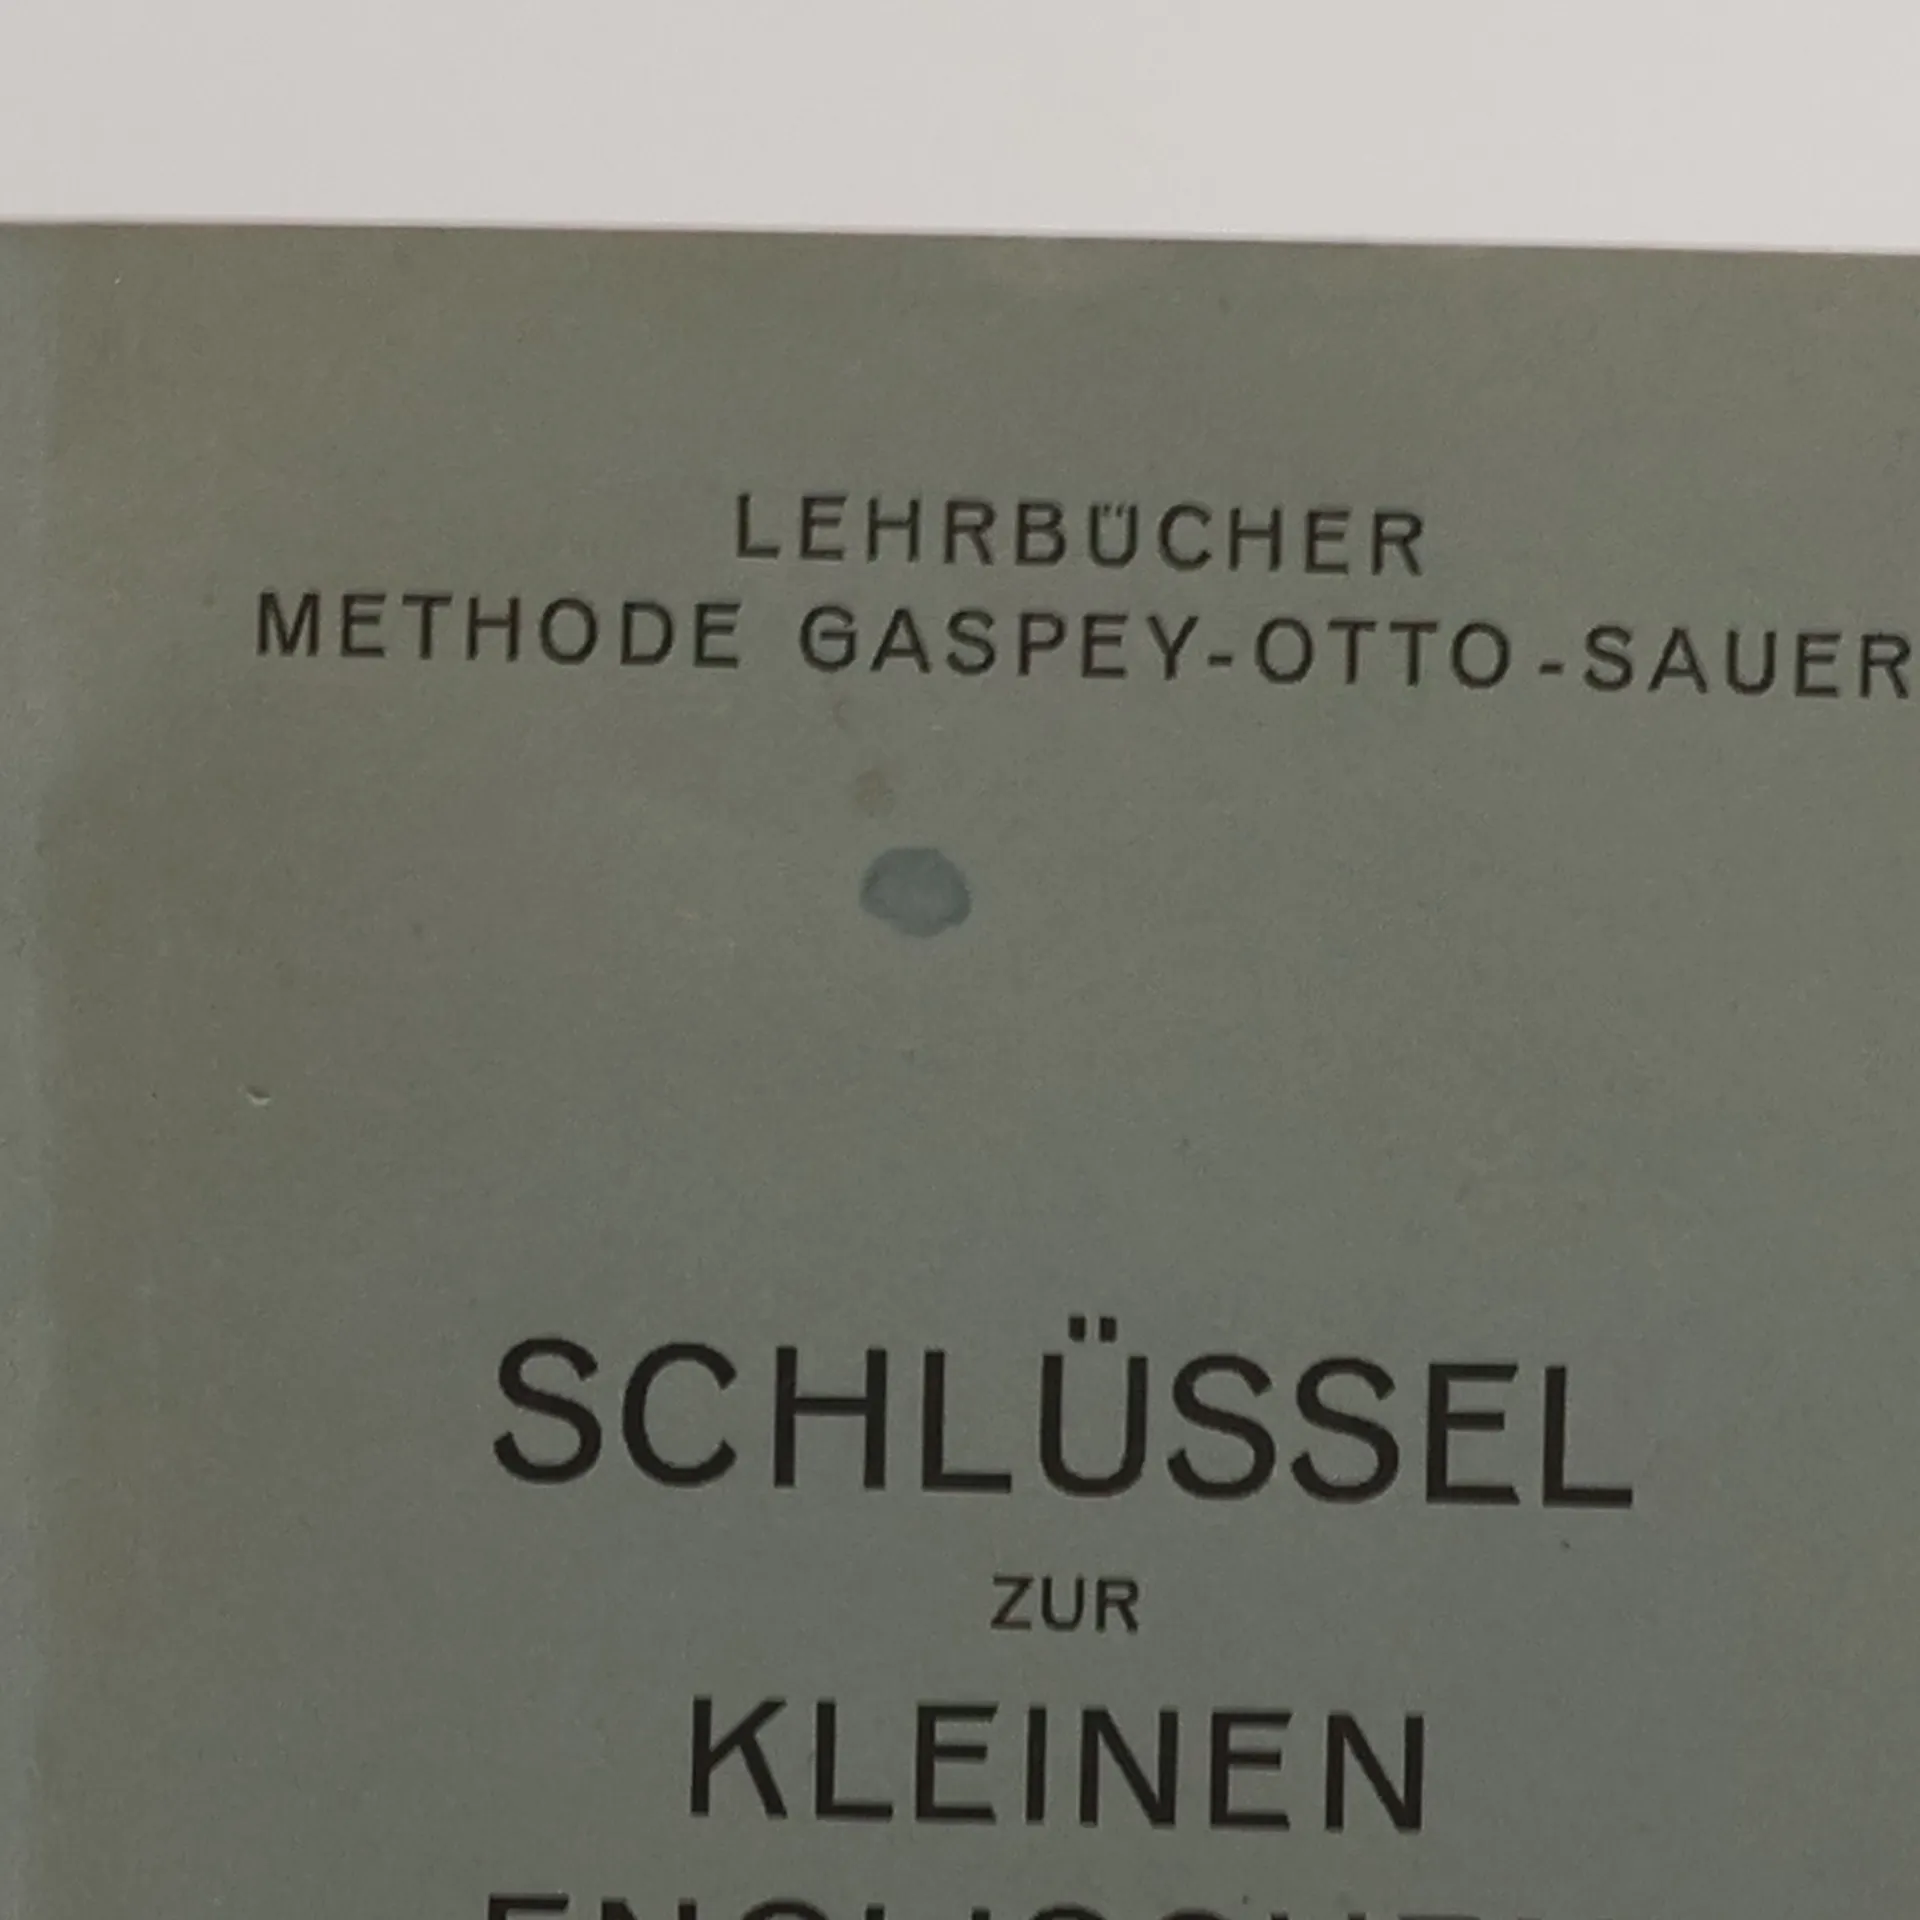 LEHRBÜCHER
METHODE GASPEY-OTTO-SAUER
SCHLÜSSEL
ZUR
KLEINEN